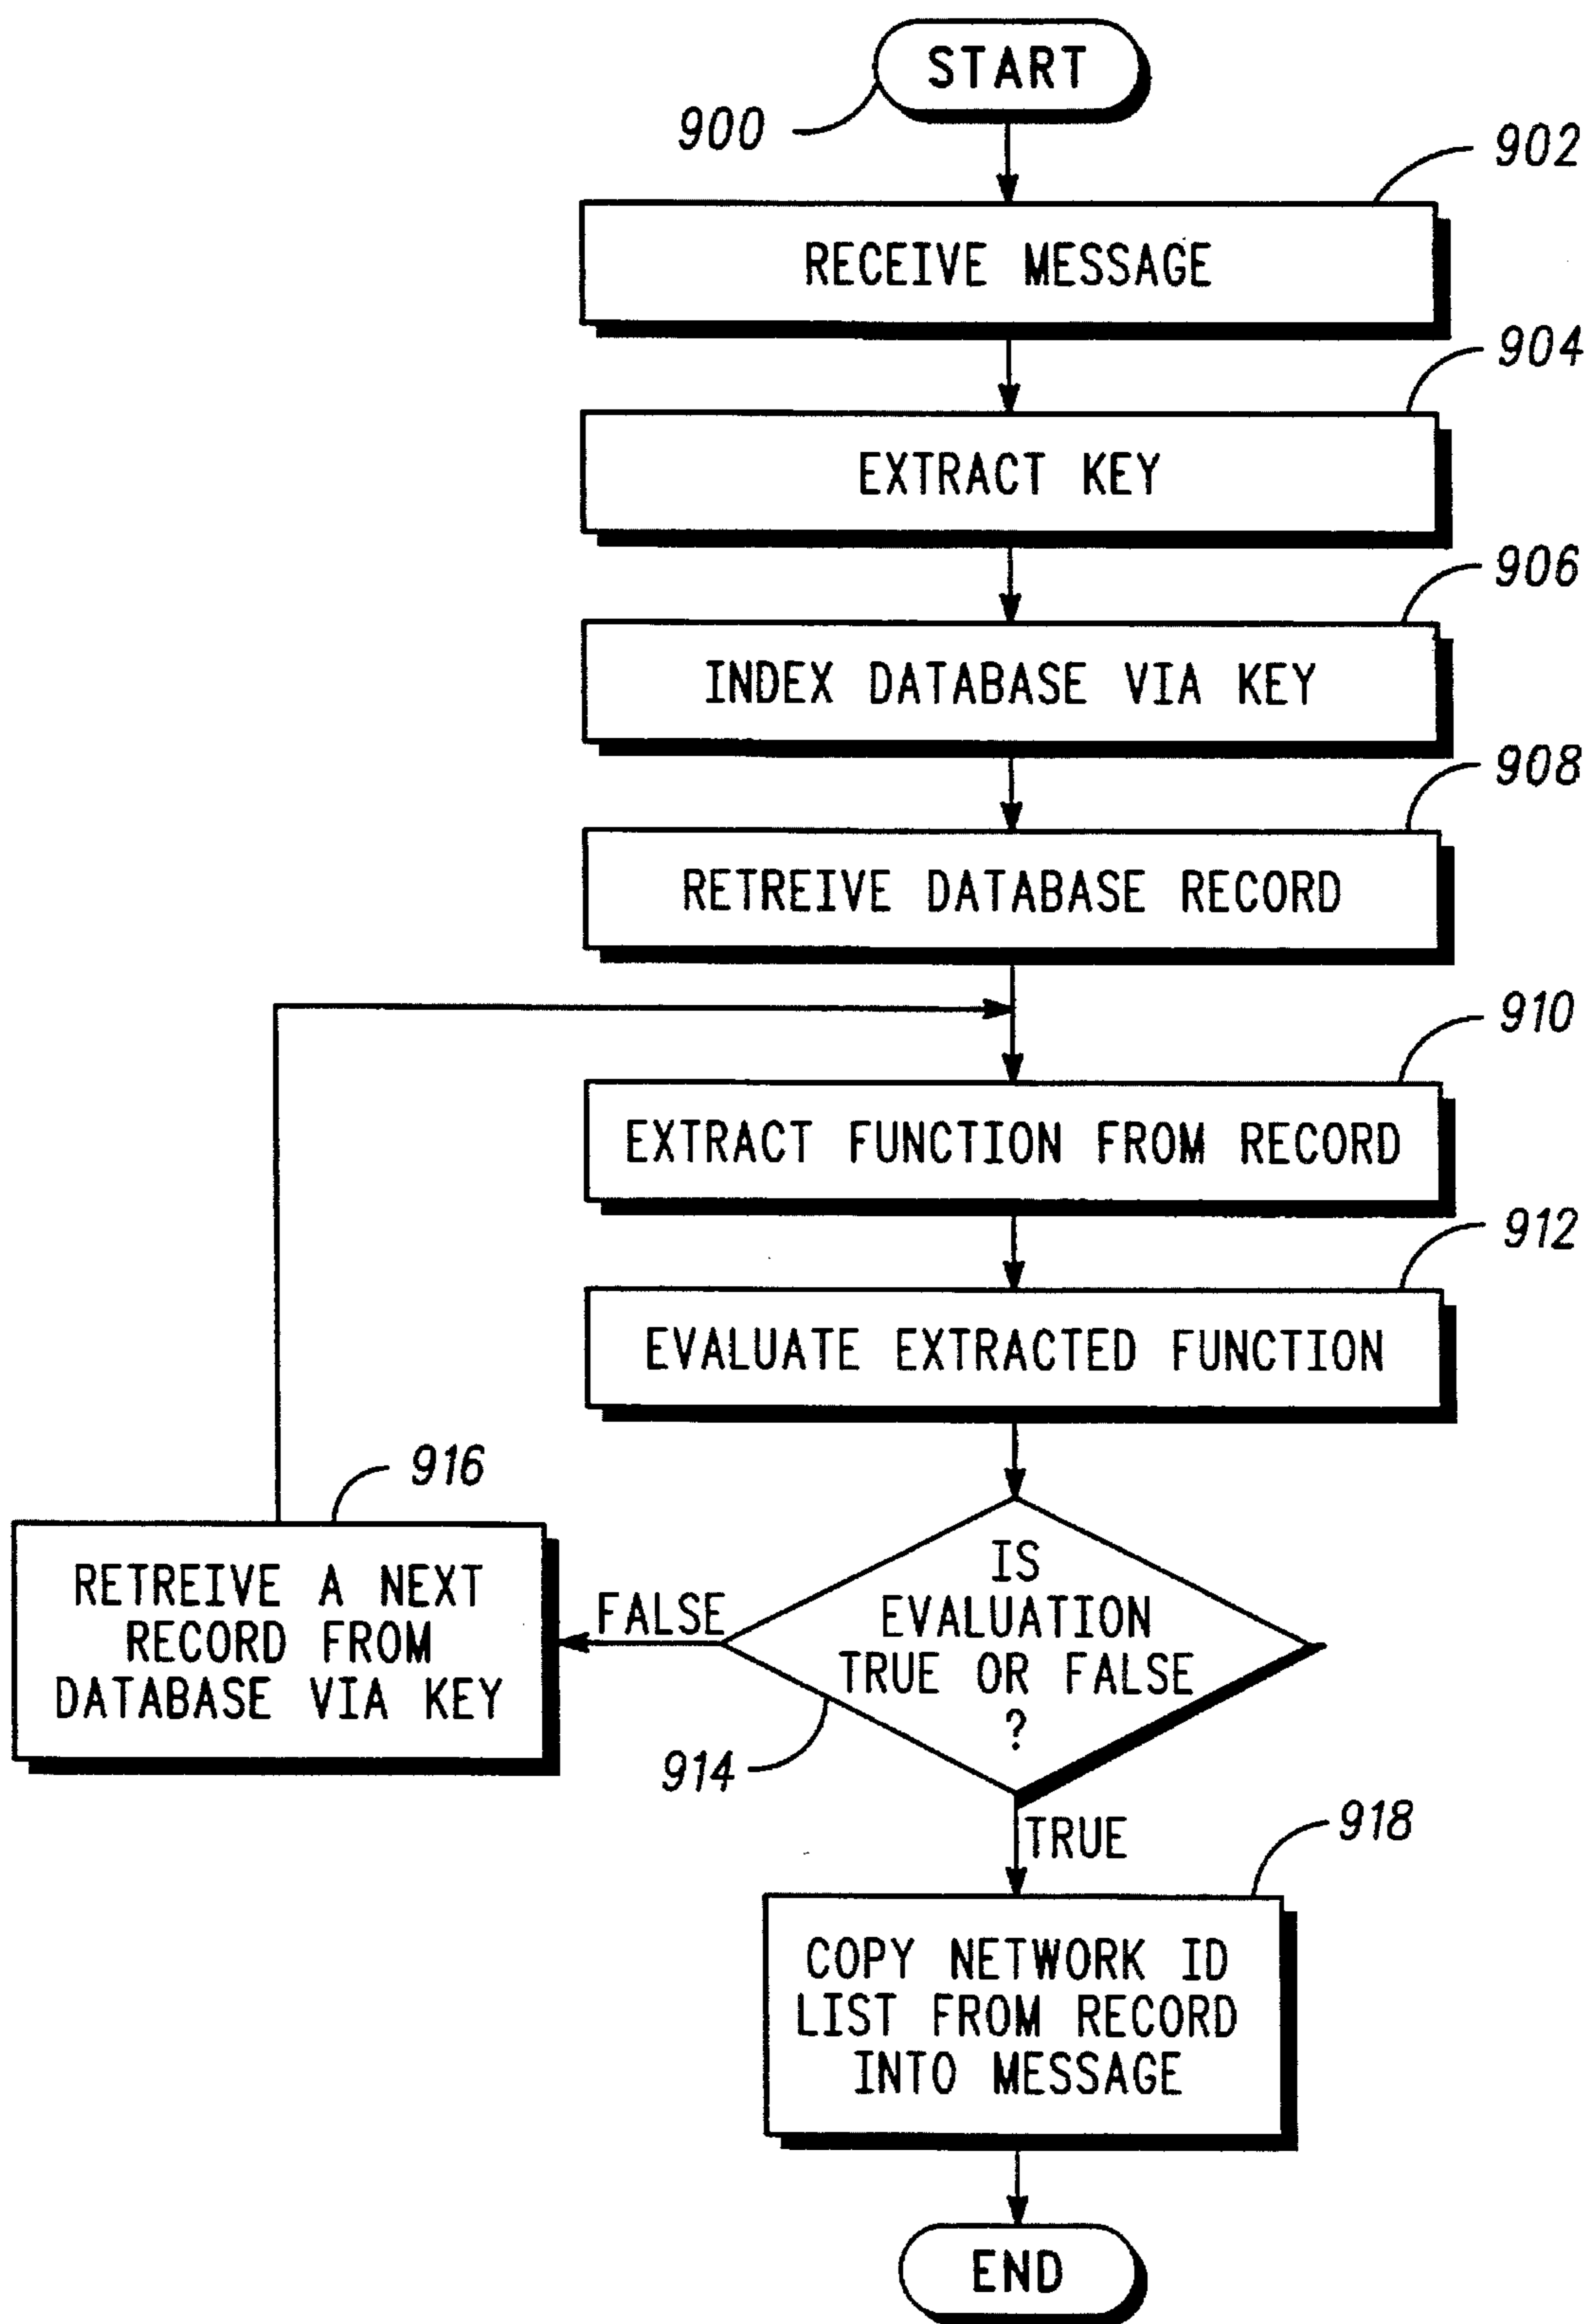 START
900
902
RECEIVE MESSAGE
904
EXTRACT KEY
906
INDEX DATABASE VIA KEY
908
RETREIVE DATABASE RECORD
910
EXTRACT FUNCTION FROM RECORD
912
EVALUATE EXTRACTED FUNCTION
916
RETREIVE A NEXT
RECORD FROM
DATABASE VIA KEY
FALSE
IS
EVALUATION
TRUE OR FALSE
?
914
TRUE
918
COPY NETWORK ID
LIST FROM RECORD
INTO MESSAGE
END